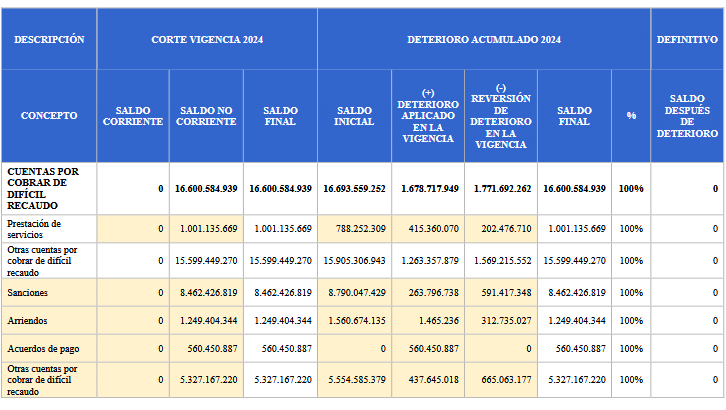 DESCRIPCIÓN CORTE VIGENCIA 2024 DETERIORO ACUMULADO 2024 DEFINITIVO
CONCEPTO SALDO CORRIENTE SALDO NO CORRIENTE SALDO FINAL SALDO INICIAL (+) DETERIORO APLICADO EN LA VIGENCIA (-) REVERSIÓN DE DETERIORO EN LA VIGENCIA SALDO FINAL % SALDO DESPUÉS DE DETERIORO
CUENTAS POR COBRAR DE DIFÍCIL RECAUDO 0 16.600.584.939 16.600.584.939 16.693.559.252 1.678.717.949 1.771.692.262 16.600.584.939 100% 0
Prestación de servicios 0 1.001.135.669 1.001.135.669 788.252.309 415.360.070 202.476.710 1.001.135.669 100% 0
Otras cuentas por cobrar de difícil recaudo 0 15.599.449.270 15.599.449.270 15.905.306.943 1.263.357.879 1.569.215.552 15.599.449.270 100% 0
Sanciones 0 8.462.426.819 8.462.426.819 8.790.047.429 263.796.738 591.417.348 8.462.426.819 100% 0
Arriendos 0 1.249.404.344 1.249.404.344 1.560.674.135 1.465.236 312.735.027 1.249.404.344 100% 0
Acuerdos de pago 0 560.450.887 560.450.887 0 560.450.887 0 560.450.887 100% 0
Otras cuentas por cobrar de difícil recaudo 0 5.327.167.220 5.327.167.220 5.554.585.379 437.645.018 665.063.177 5.327.167.220 100% 0